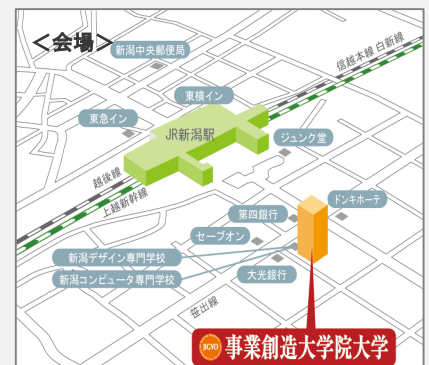 ＜会場＞
新潟中央郵便局
信越本線 白新線
東横イン
東急イン
JR新潟駅
ジュンク堂
越後線
上越新幹線
ドンキホーテ
第四銀行
セーブオン
新潟デザイン専門学校
大光銀行
新潟コンピュータ専門学校
笹出線
JIGYO
事業創造大学院大学